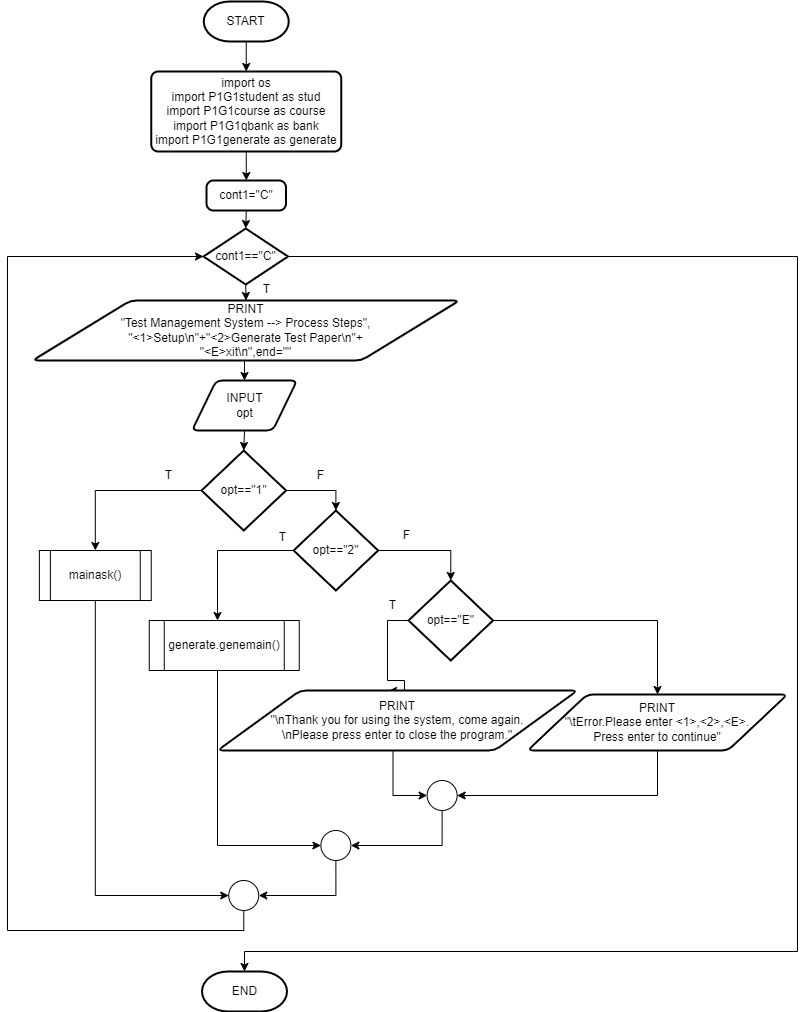 START
import os
import P1G1student as stud
import P1G1course as course
import P1G1qbank as bank
import P1G1generate as generate
cont1="C"
cont1=="C"
T
PRINT
"Test Management System --> Process Steps",
"<1>Setup\n"+"<2>Generate Test Paper\n"+
"<E>xit\n",end=""
INPUT
opt
T
opt=="1"
F
T
opt=="2"
F
mainask()
T
opt=="E"
generate.genemain()
PRINT
"\nThank you for using the system, come again.
\nPlease press enter to close the program."
PRINT
"\tError.Please enter <1>,<2>,<E>.
Press enter to continue"
END